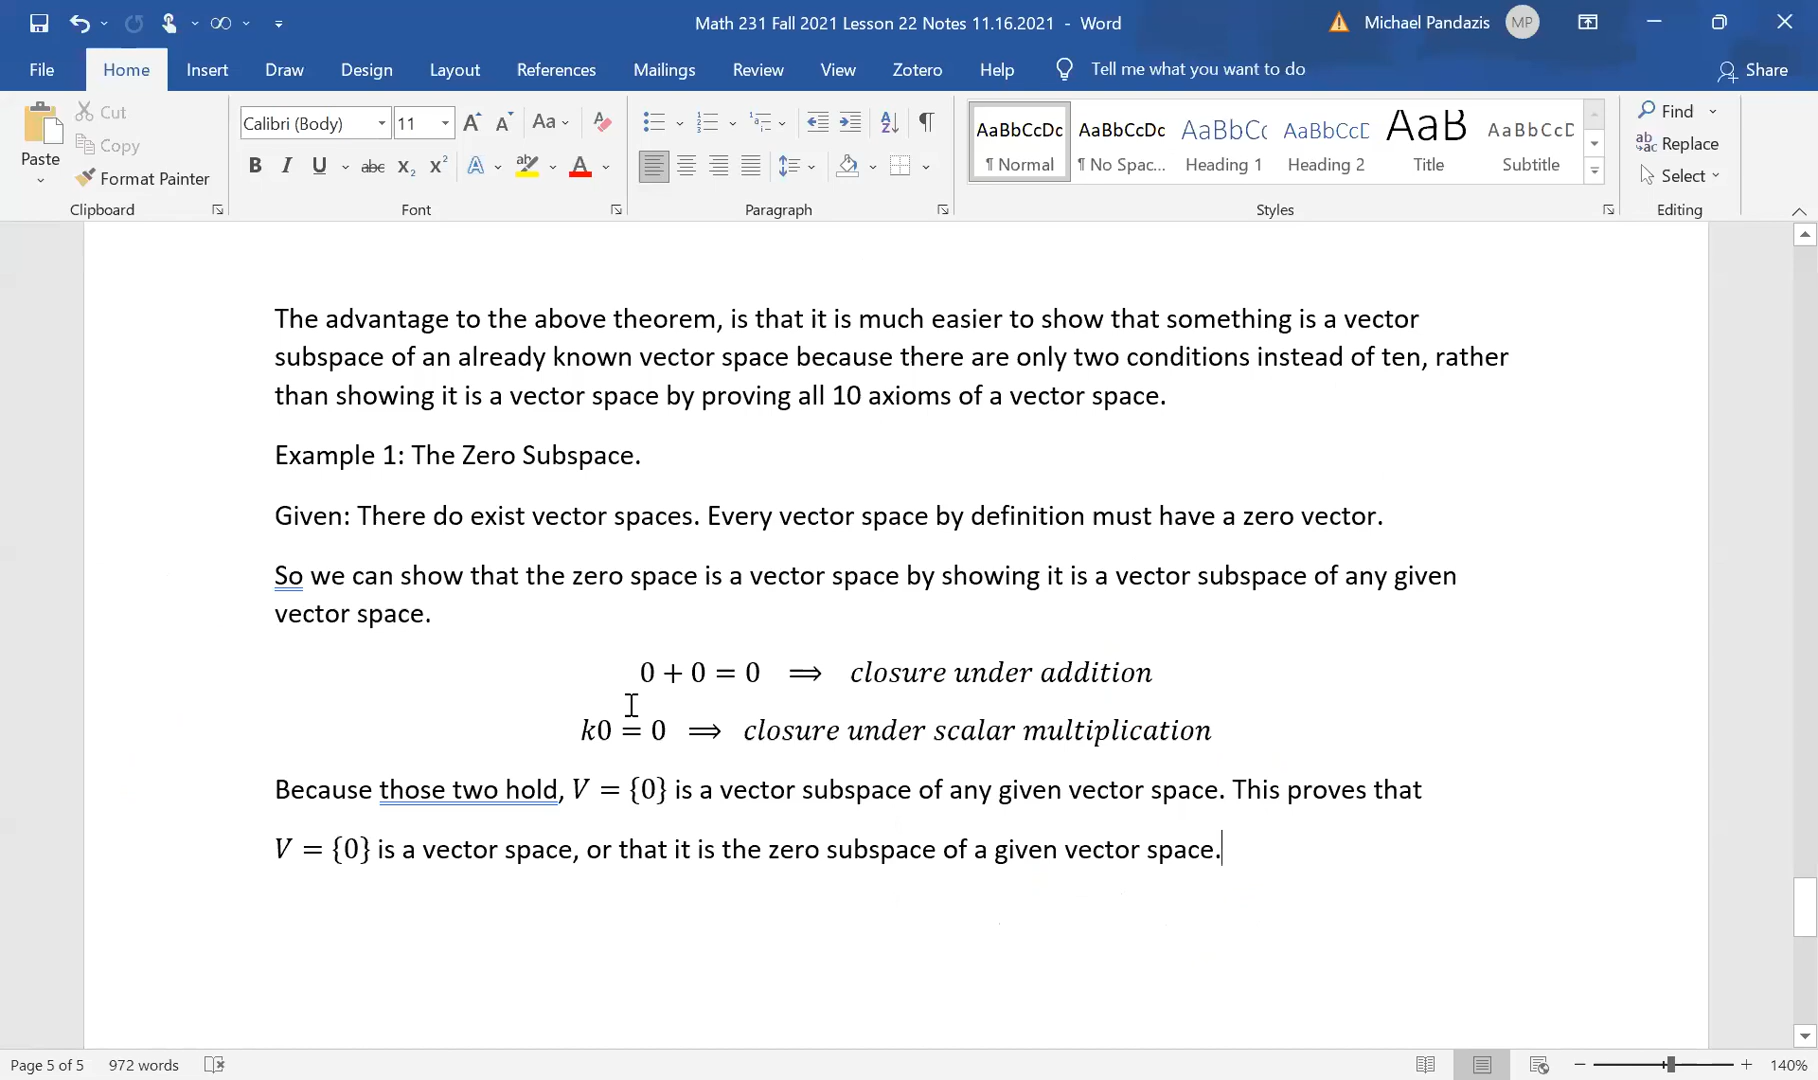 Math 231 Fall 2021 Lesson 22 Notes 11.16.2021 - Word
Michael Pandazis
MP
File Home Insert Draw Design Layout References Mailings Review View Zotero Help Tell me what you want to do Share
Paste
Cut
Copy
Format Painter
Clipboard
Calibri (Body) 11
Font
Paragraph
AaBbCcDc AaBbCcDc AaBbCc AaBbCcD AaB AaBbCcD
¶ Normal ¶ No Spac... Heading 1 Heading 2 Title Subtitle
Styles
Find
Replace
Select
Editing
The advantage to the above theorem, is that it is much easier to show that something is a vector
subspace of an already known vector space because there are only two conditions instead of ten, rather
than showing it is a vector space by proving all 10 axioms of a vector space.
Example 1: The Zero Subspace.
Given: There do exist vector spaces. Every vector space by definition must have a zero vector.
So we can show that the zero space is a vector space by showing it is a vector subspace of any given
vector space.
0 + 0 = 0 ⟹ closure under addition
k0 = 0 ⟹ closure under scalar multiplication
Because those two hold, V = {0} is a vector subspace of any given vector space. This proves that
V = {0} is a vector space, or that it is the zero subspace of a given vector space.
Page 5 of 5 972 words 140%